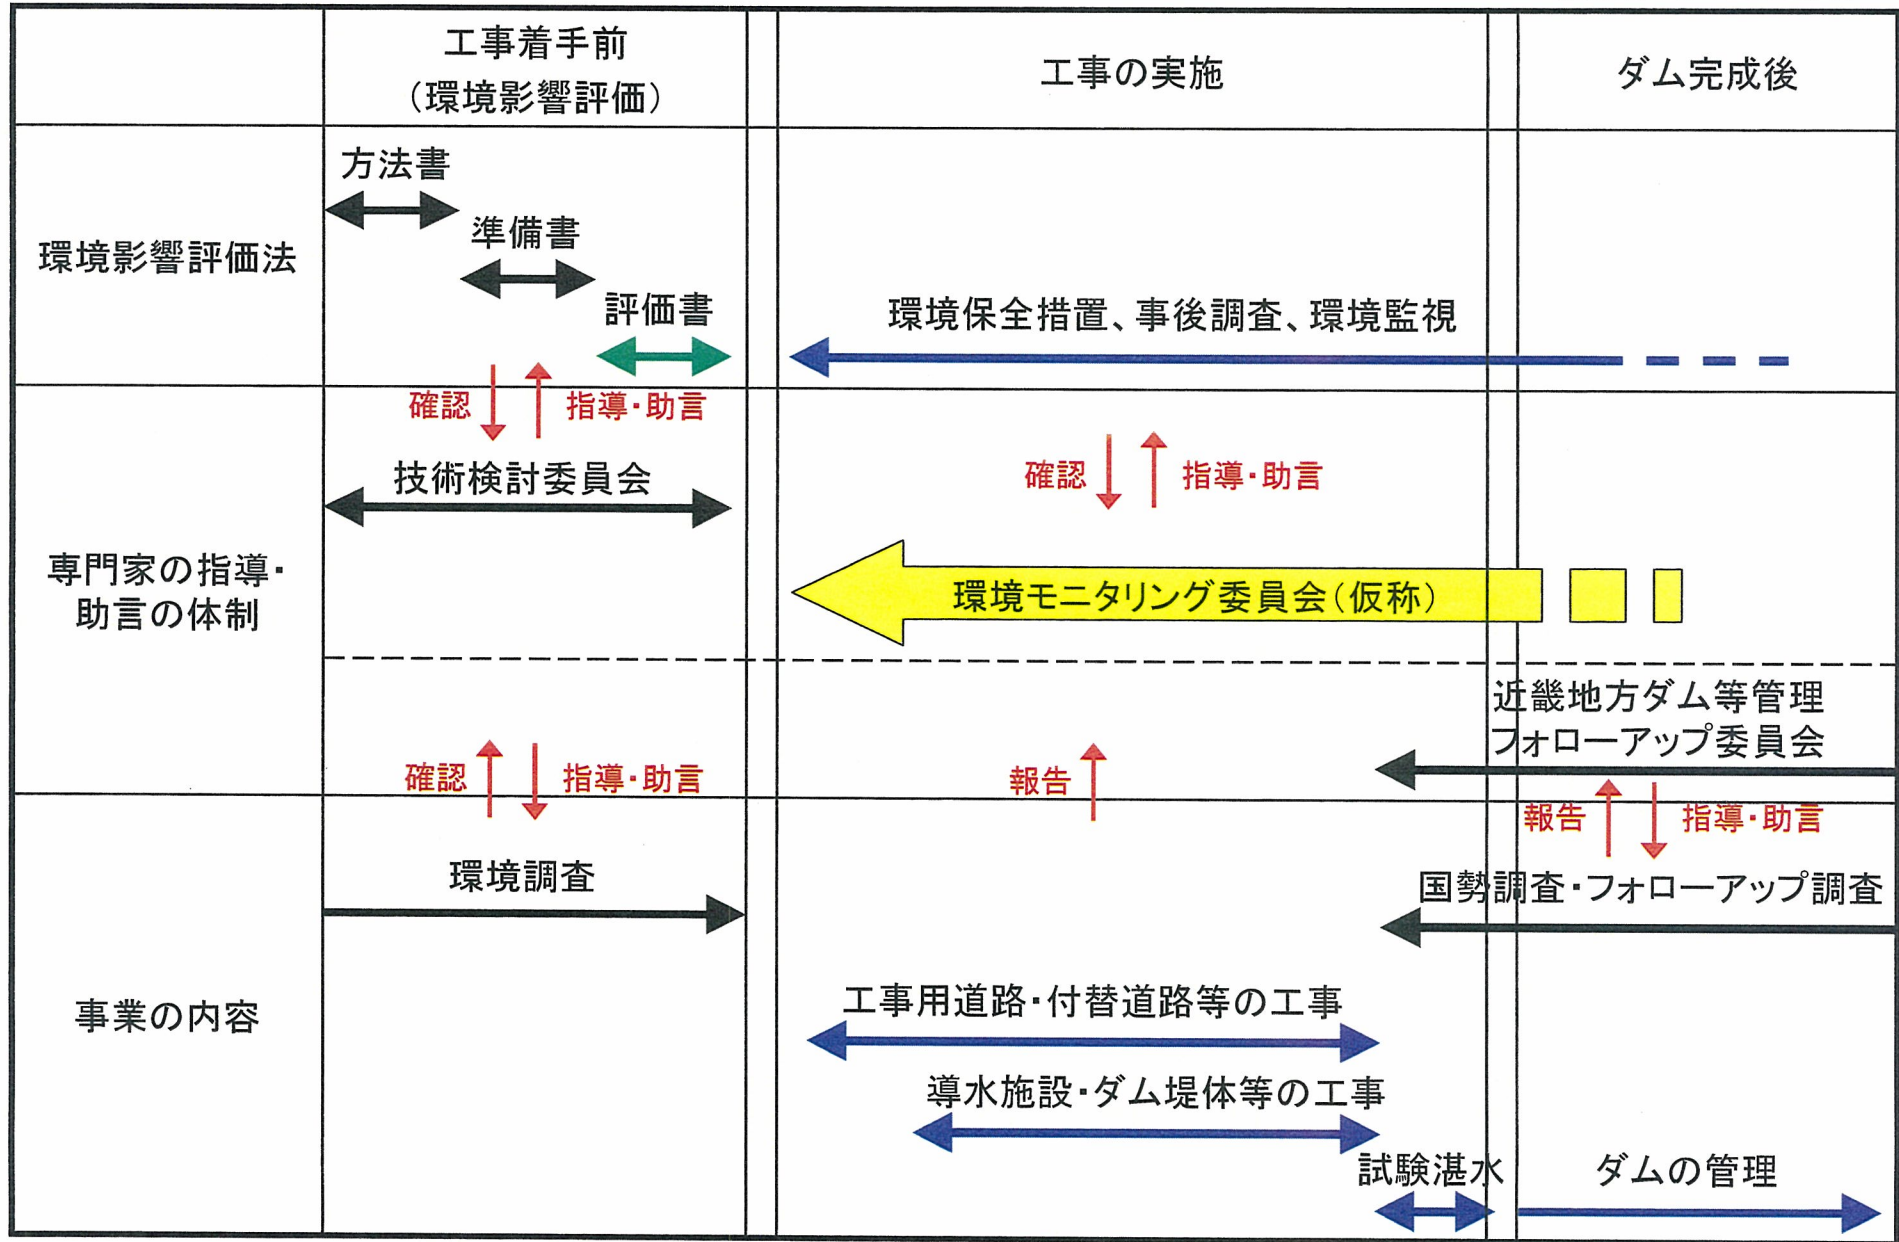 工事着手前
(環境影響評価)
工事の実施
ダム完成後
環境影響評価法
方法書
準備書
評価書
環境保全措置、事後調査、環境監視
専門家の指導・
助言の体制
確認
指導・助言
技術検討委員会
確認
指導・助言
環境モニタリング委員会(仮称)
近畿地方ダム等管理
フォローアップ委員会
確認
指導・助言
報告
報告
指導・助言
事業の内容
環境調査
国勢調査・フォローアップ調査
工事用道路・付替道路等の工事
導水施設・ダム堤体等の工事
試験湛水
ダムの管理